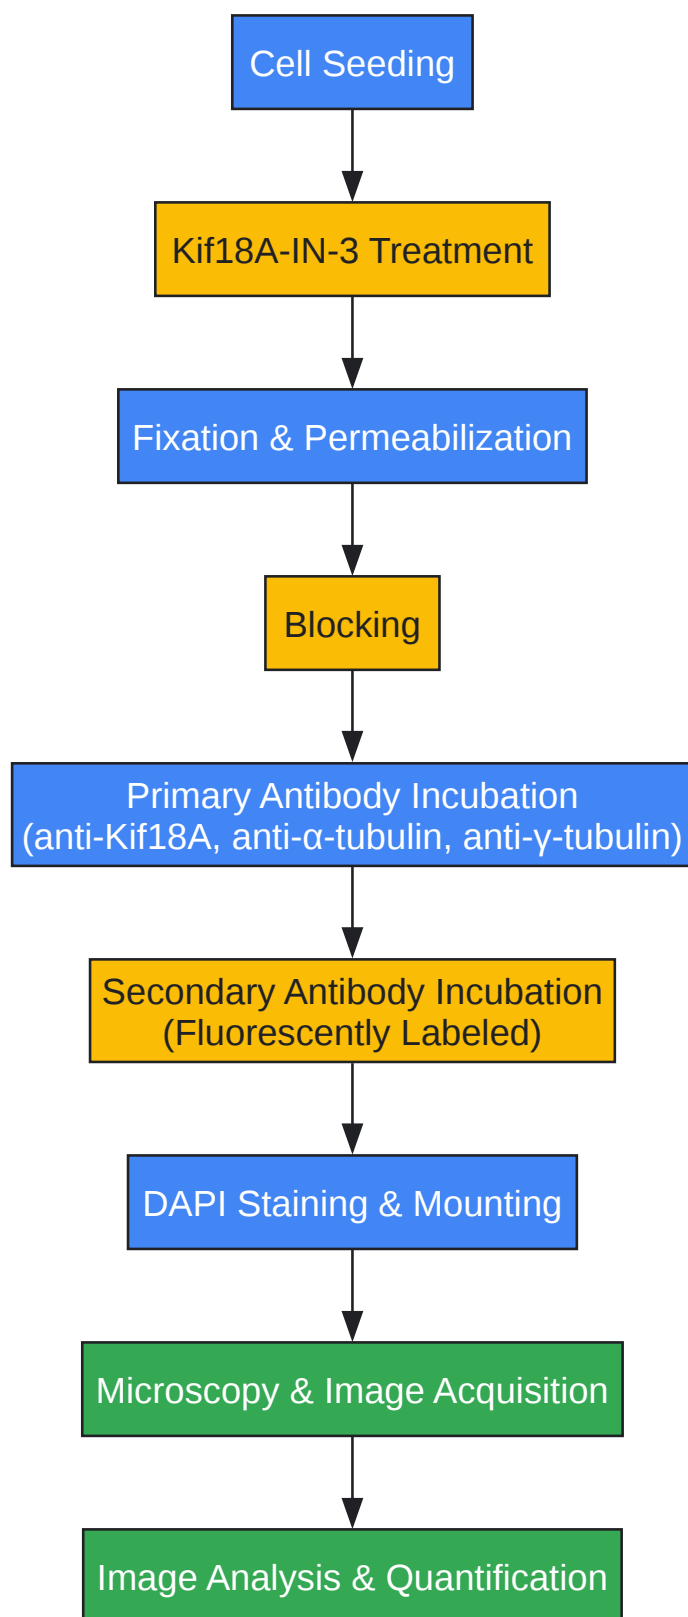 Cell Seeding
Kif18A-IN-3 Treatment
Fixation & Permeabilization
Blocking
Primary Antibody Incubation
(anti-Kif18A, anti-α-tubulin, anti-γ-tubulin)
Secondary Antibody Incubation
(Fluorescently Labeled)
DAPI Staining & Mounting
Microscopy & Image Acquisition
Image Analysis & Quantification